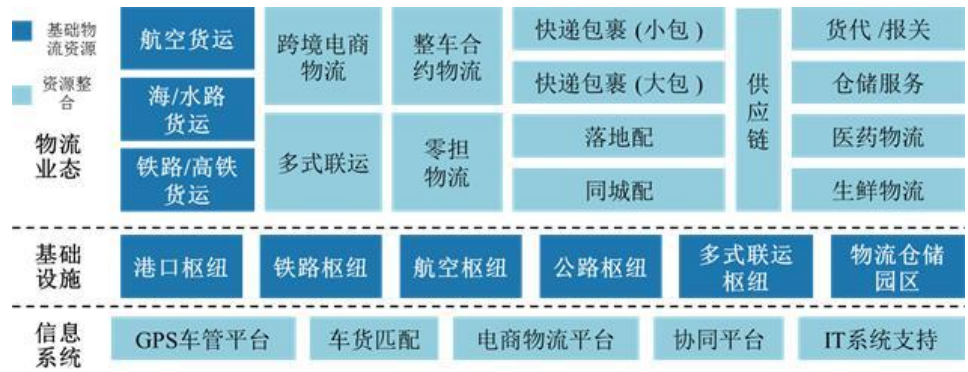 基础物
流资源
资源整
合
物流
业态
航空货运
海/水路
货运
铁路/高铁
货运
跨境电商
物流
多式联运
整车合
约物流
零担
物流
快递包裹 (小包)
快递包裹 (大包)
落地配
同城配
供
应
链
货代 /报关
仓储服务
医药物流
生鲜物流
基础
设施
港口枢纽
铁路枢纽
航空枢纽
公路枢纽
多式联运
枢纽
物流仓储
园区
信息
系统
GPS车管平台
车货匹配
电商物流平台
协同平台
IT系统支持